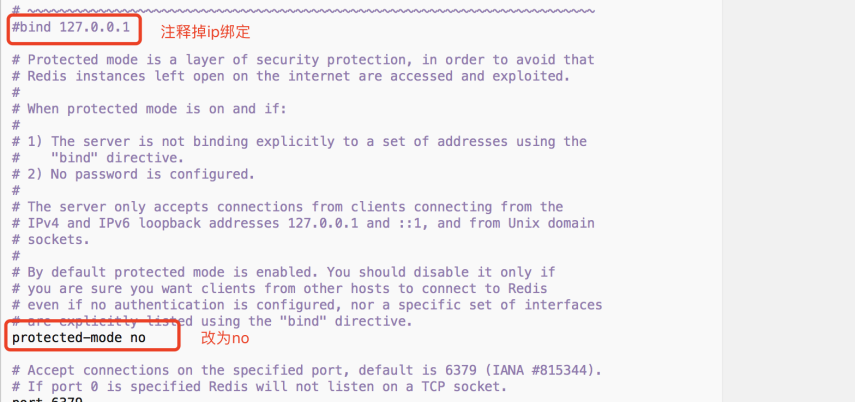 # ~~~~~~~~~~~~~~~~~~~~~~~~~~~~~~~~~~~~~~~~~~~~~~~~~~~~~~~~~~~~~~~~~~~~~~~~
#bind 127.0.0.1 注释掉ip绑定
# Protected mode is a layer of security protection, in order to avoid that
# Redis instances left open on the internet are accessed and exploited.
#
# When protected mode is on and if:
#
# 1) The server is not binding explicitly to a set of addresses using the
#    "bind" directive.
# 2) No password is configured.
#
# The server only accepts connections from clients connecting from the
# IPv4 and IPv6 loopback addresses 127.0.0.1 and ::1, and from Unix domain
# sockets.
#
# By default protected mode is enabled. You should disable it only if
# you are sure you want clients from other hosts to connect to Redis
# even if no authentication is configured, nor a specific set of interfaces
# are explicitly listed using the "bind" directive.
protected-mode no 改为no
# Accept connections on the specified port, default is 6379 (IANA #815344).
# If port 0 is specified Redis will not listen on a TCP socket.
port 6379